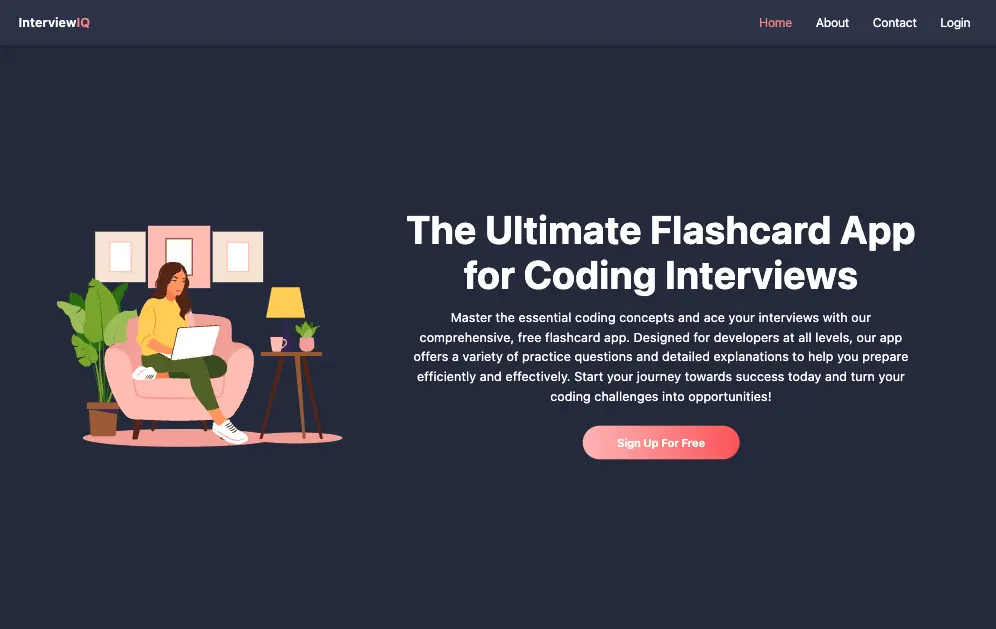 InterviewIQ
Home About Contact Login
The Ultimate Flashcard App
for Coding Interviews
Master the essential coding concepts and ace your interviews with our
comprehensive, free flashcard app. Designed for developers at all levels, our app
offers a variety of practice questions and detailed explanations to help you prepare
efficiently and effectively. Start your journey towards success today and turn your
coding challenges into opportunities!
Sign Up For Free